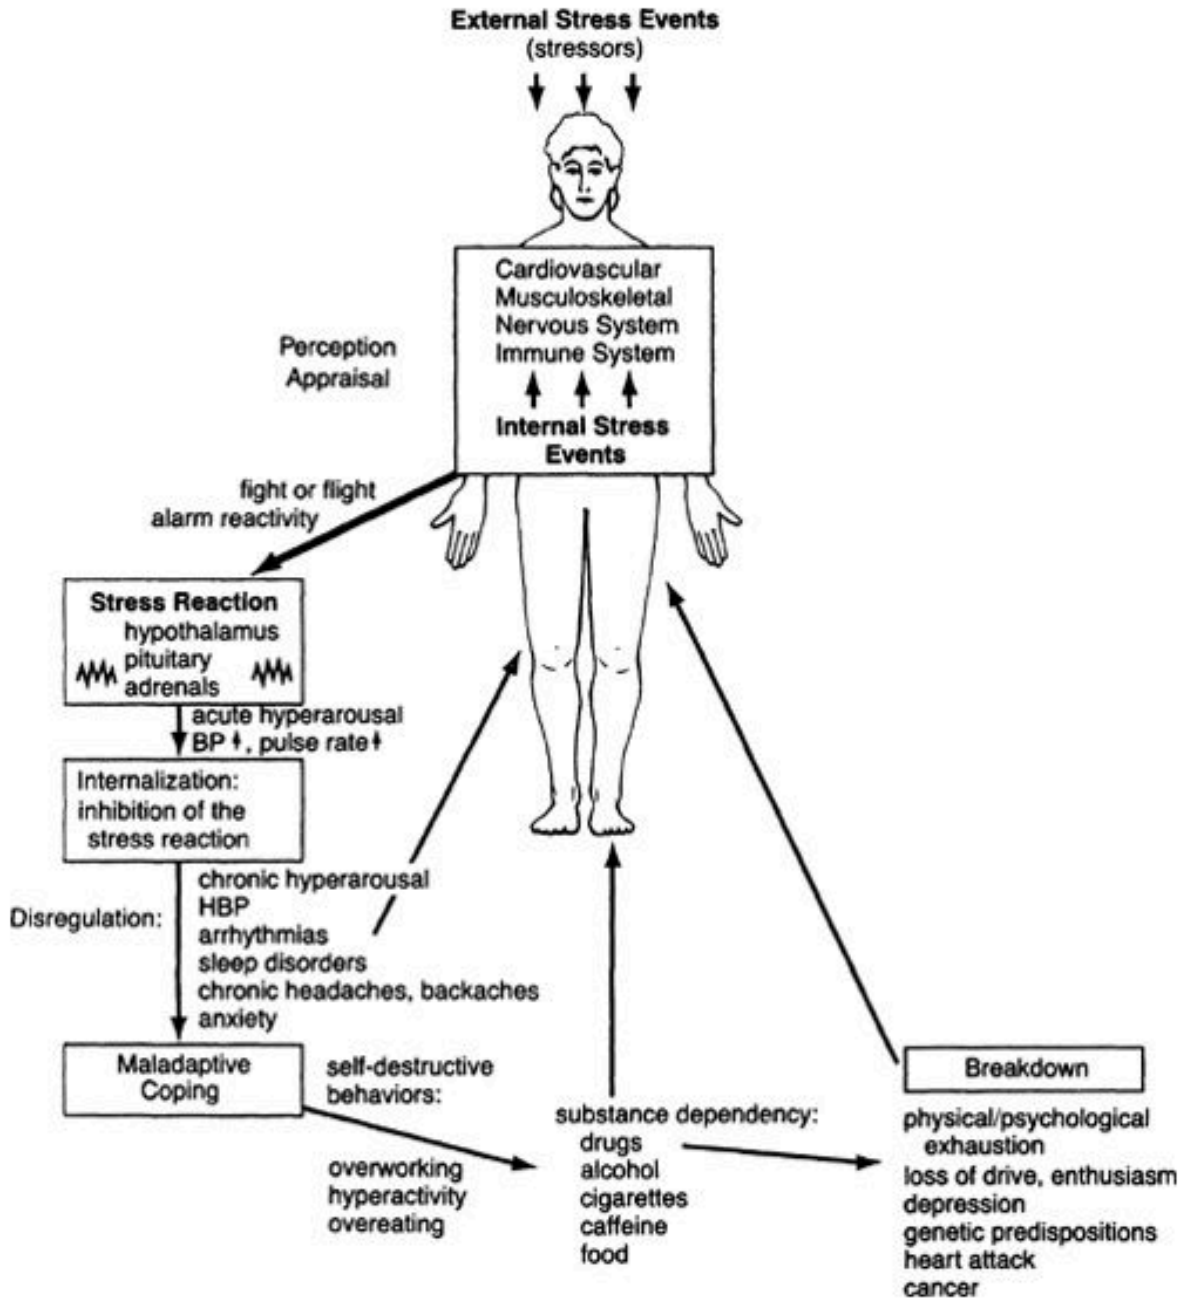 External Stress Events
(stressors)
Cardiovascular
Musculoskeletal
Nervous System
Immune System
Internal Stress
Events
Perception
Appraisal
fight or flight
alarm reactivity
Stress Reaction
hypothalamus
pituitary
adrenals
acute hyperarousal
BP↑, pulse rate↑
Internalization:
inhibition of the
stress reaction
Disregulation:
chronic hyperarousal
HBP
arrhythmias
sleep disorders
chronic headaches, backaches
anxiety
Maladaptive
Coping
self-destructive
behaviors:
overworking
hyperactivity
overeating
substance dependency:
drugs
alcohol
cigarettes
caffeine
food
Breakdown
physical/psychological
exhaustion
loss of drive, enthusiasm
depression
genetic predispositions
heart attack
cancer